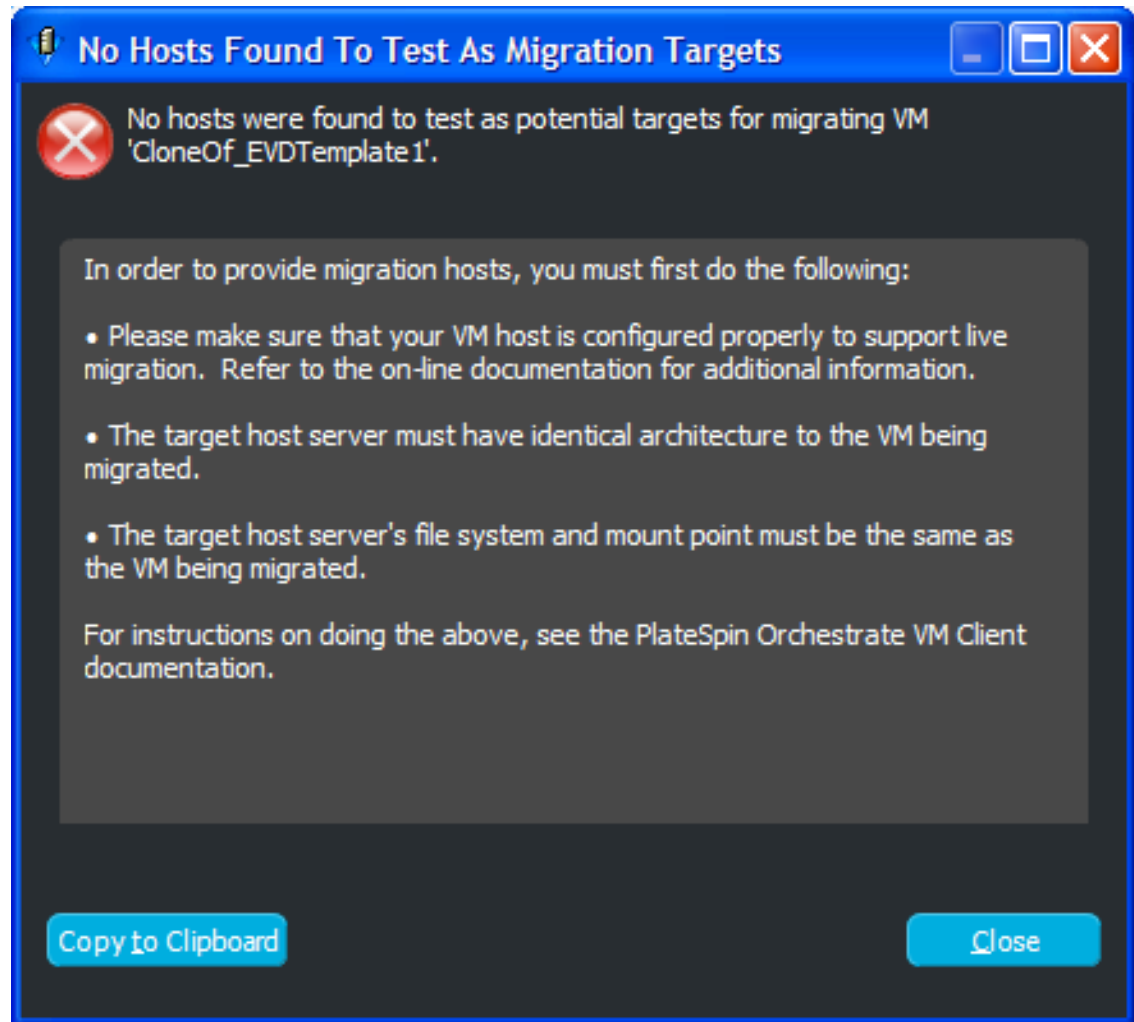 No Hosts Found To Test As Migration Targets
No hosts were found to test as potential targets for migrating VM
'CloneOf_EVDTemplate1'.
In order to provide migration hosts, you must first do the following:
• Please make sure that your VM host is configured properly to support live
migration.  Refer to the on-line documentation for additional information.
• The target host server must have identical architecture to the VM being
migrated.
• The target host server's file system and mount point must be the same as
the VM being migrated.
For instructions on doing the above, see the PlateSpin Orchestrate VM Client
documentation.
Copy to Clipboard
Close